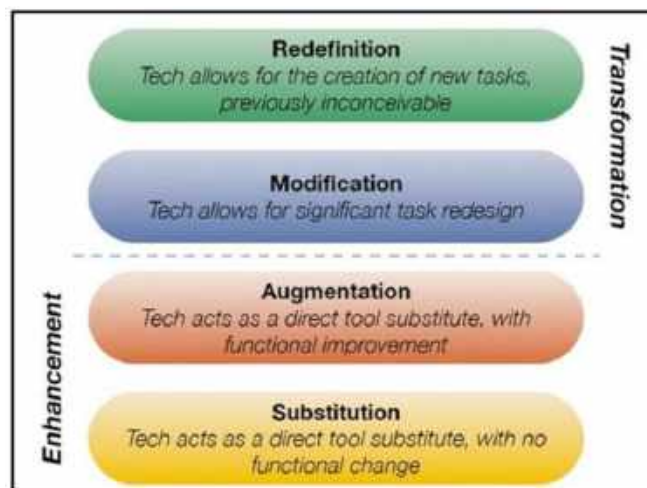 Redefinition
Tech allows for the creation of new tasks,
previously inconceivable
Modification
Tech allows for significant task redesign
Transformation
Augmentation
Tech acts as a direct tool substitute, with
functional improvement
Substitution
Tech acts as a direct tool substitute, with no
functional change
Enhancement